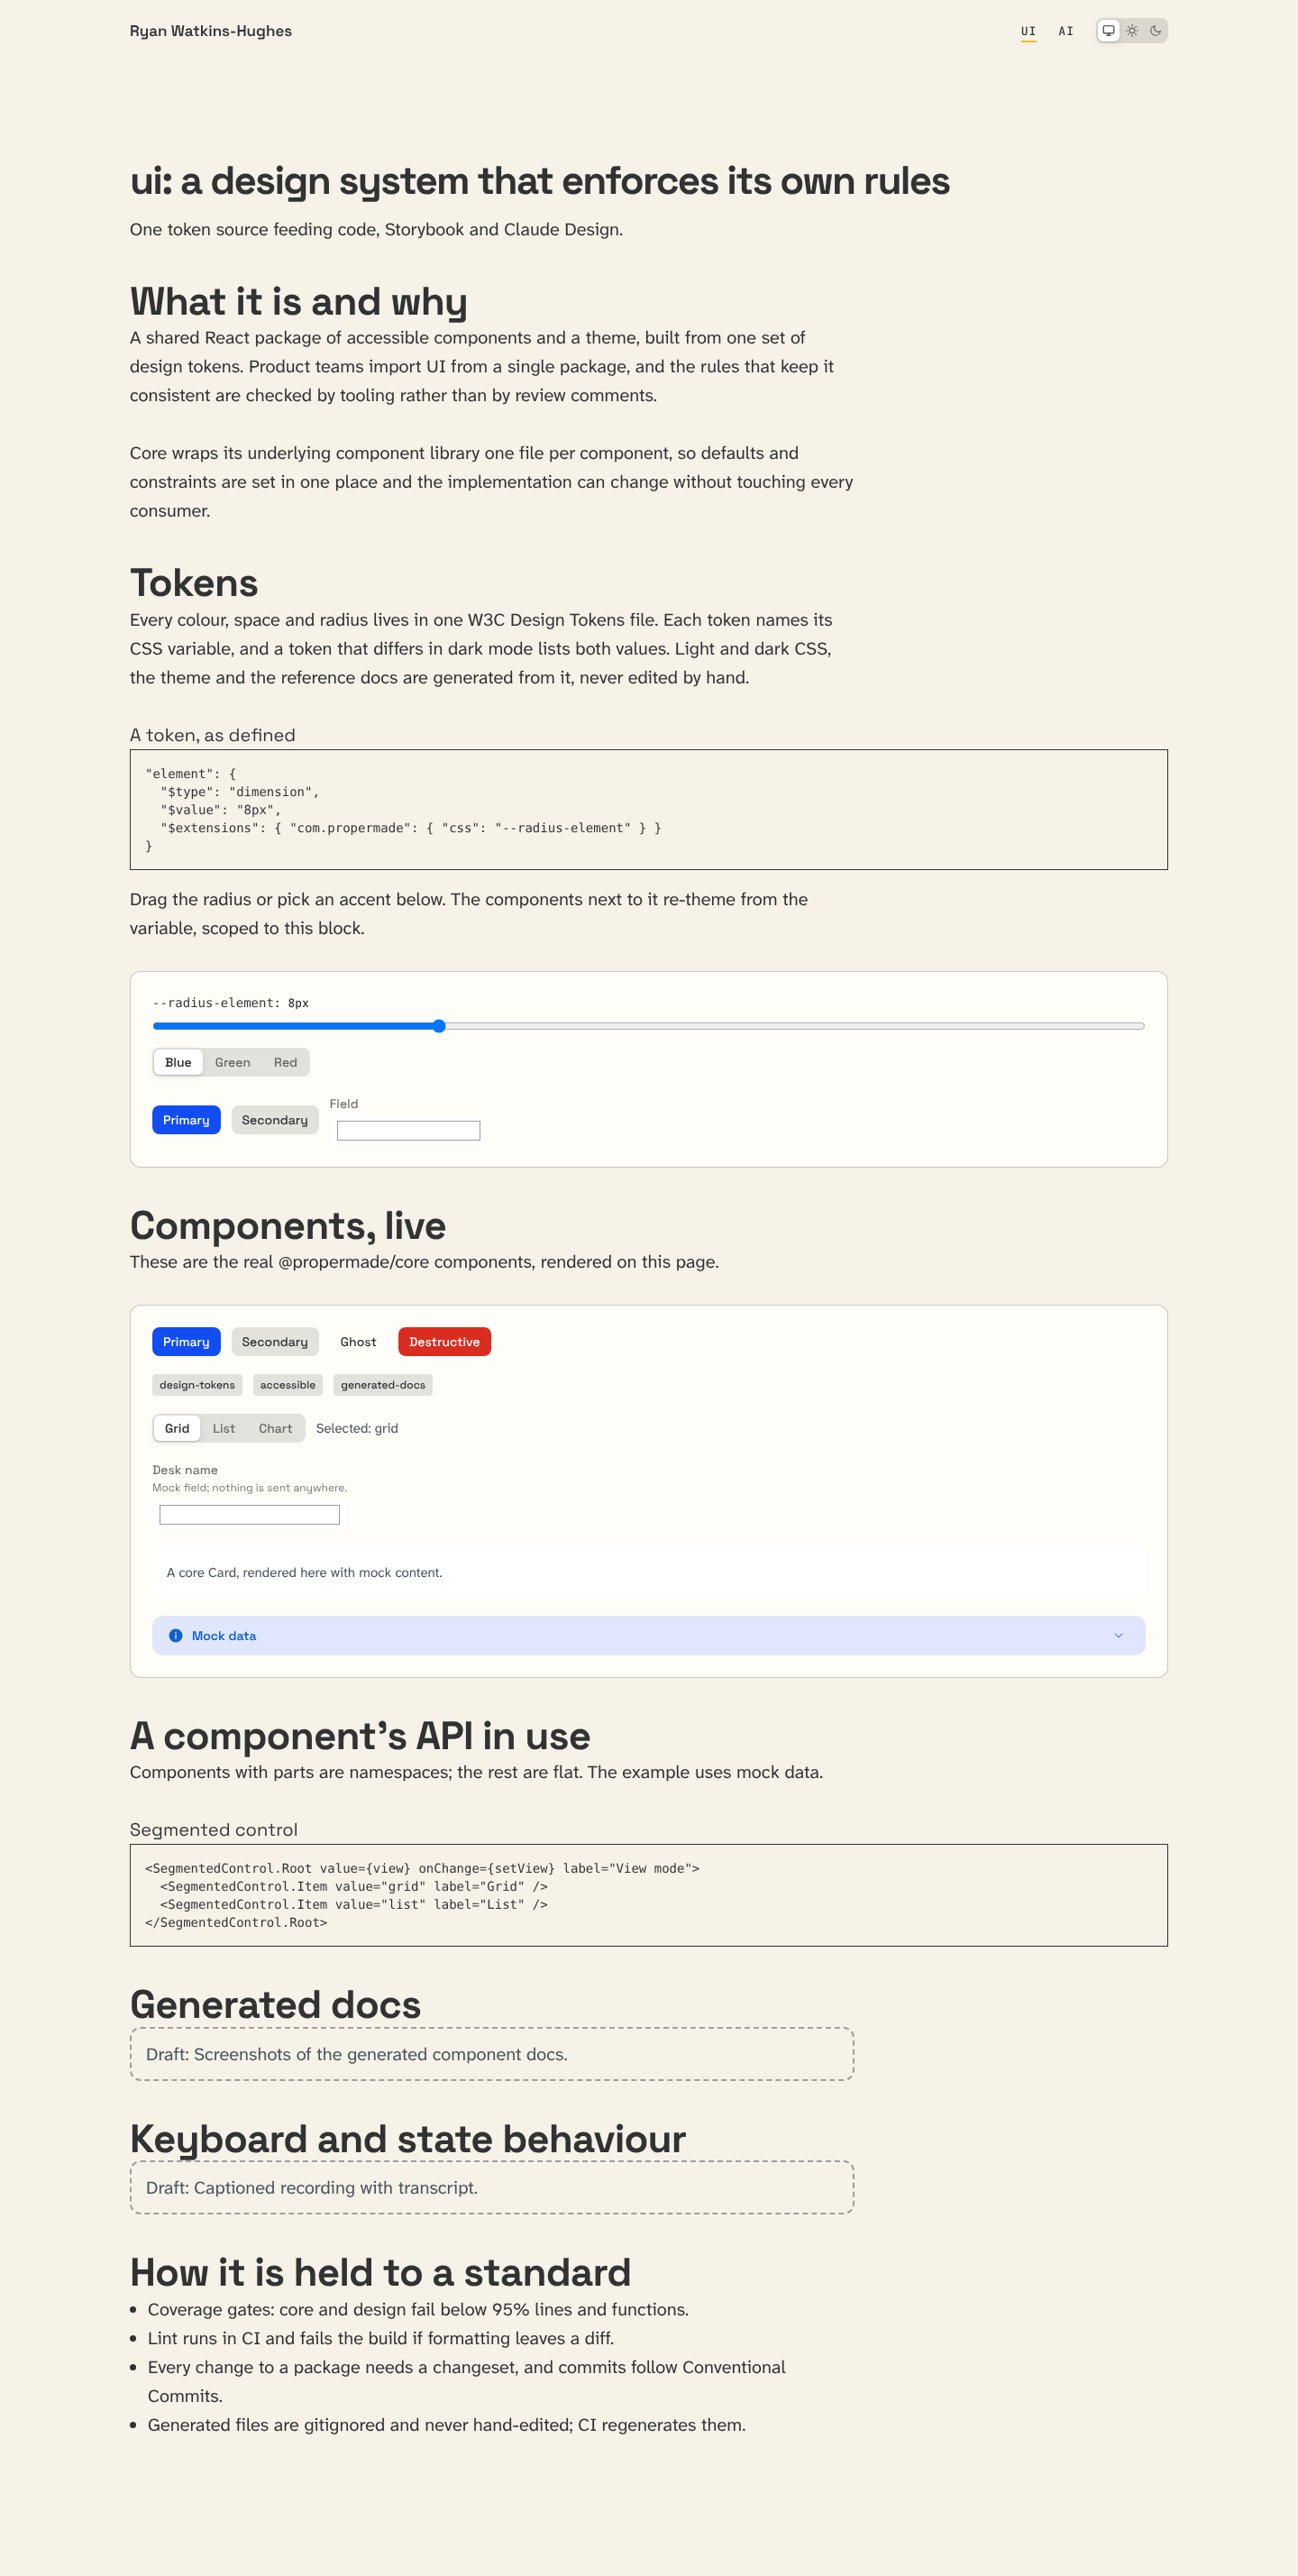 Ryan Watkins-Hughes
UI AI
ui: a design system that enforces its own rules
One token source feeding code, Storybook and Claude Design.
What it is and why
A shared React package of accessible components and a theme, built from one set of
design tokens. Product teams import UI from a single package, and the rules that keep it
consistent are checked by tooling rather than by review comments.
Core wraps its underlying component library one file per component, so defaults and
constraints are set in one place and the implementation can change without touching every
consumer.
Tokens
Every colour, space and radius lives in one W3C Design Tokens file. Each token names its
CSS variable, and a token that differs in dark mode lists both values. Light and dark CSS,
the theme and the reference docs are generated from it, never edited by hand.
A token, as defined
"element": {
  "$type": "dimension",
  "$value": "8px",
  "$extensions": { "com.propermade": { "css": "--radius-element" } }
}
Drag the radius or pick an accent below. The components next to it re-theme from the
variable, scoped to this block.
--radius-element: 8px
Blue Green Red
Field
Primary Secondary
Components, live
These are the real @propermade/core components, rendered on this page.
Primary Secondary Ghost Destructive
design-tokens accessible generated-docs
Grid List Chart Selected: grid
Desk name
Mock field; nothing is sent anywhere.
A core Card, rendered here with mock content.
Mock data
A component's API in use
Components with parts are namespaces; the rest are flat. The example uses mock data.
Segmented control
<SegmentedControl.Root value={view} onChange={setView} label="View mode">
  <SegmentedControl.Item value="grid" label="Grid" />
  <SegmentedControl.Item value="list" label="List" />
</SegmentedControl.Root>
Generated docs
Draft: Screenshots of the generated component docs.
Keyboard and state behaviour
Draft: Captioned recording with transcript.
How it is held to a standard
• Coverage gates: core and design fail below 95% lines and functions.
• Lint runs in CI and fails the build if formatting leaves a diff.
• Every change to a package needs a changeset, and commits follow Conventional
Commits.
• Generated files are gitignored and never hand-edited; CI regenerates them.